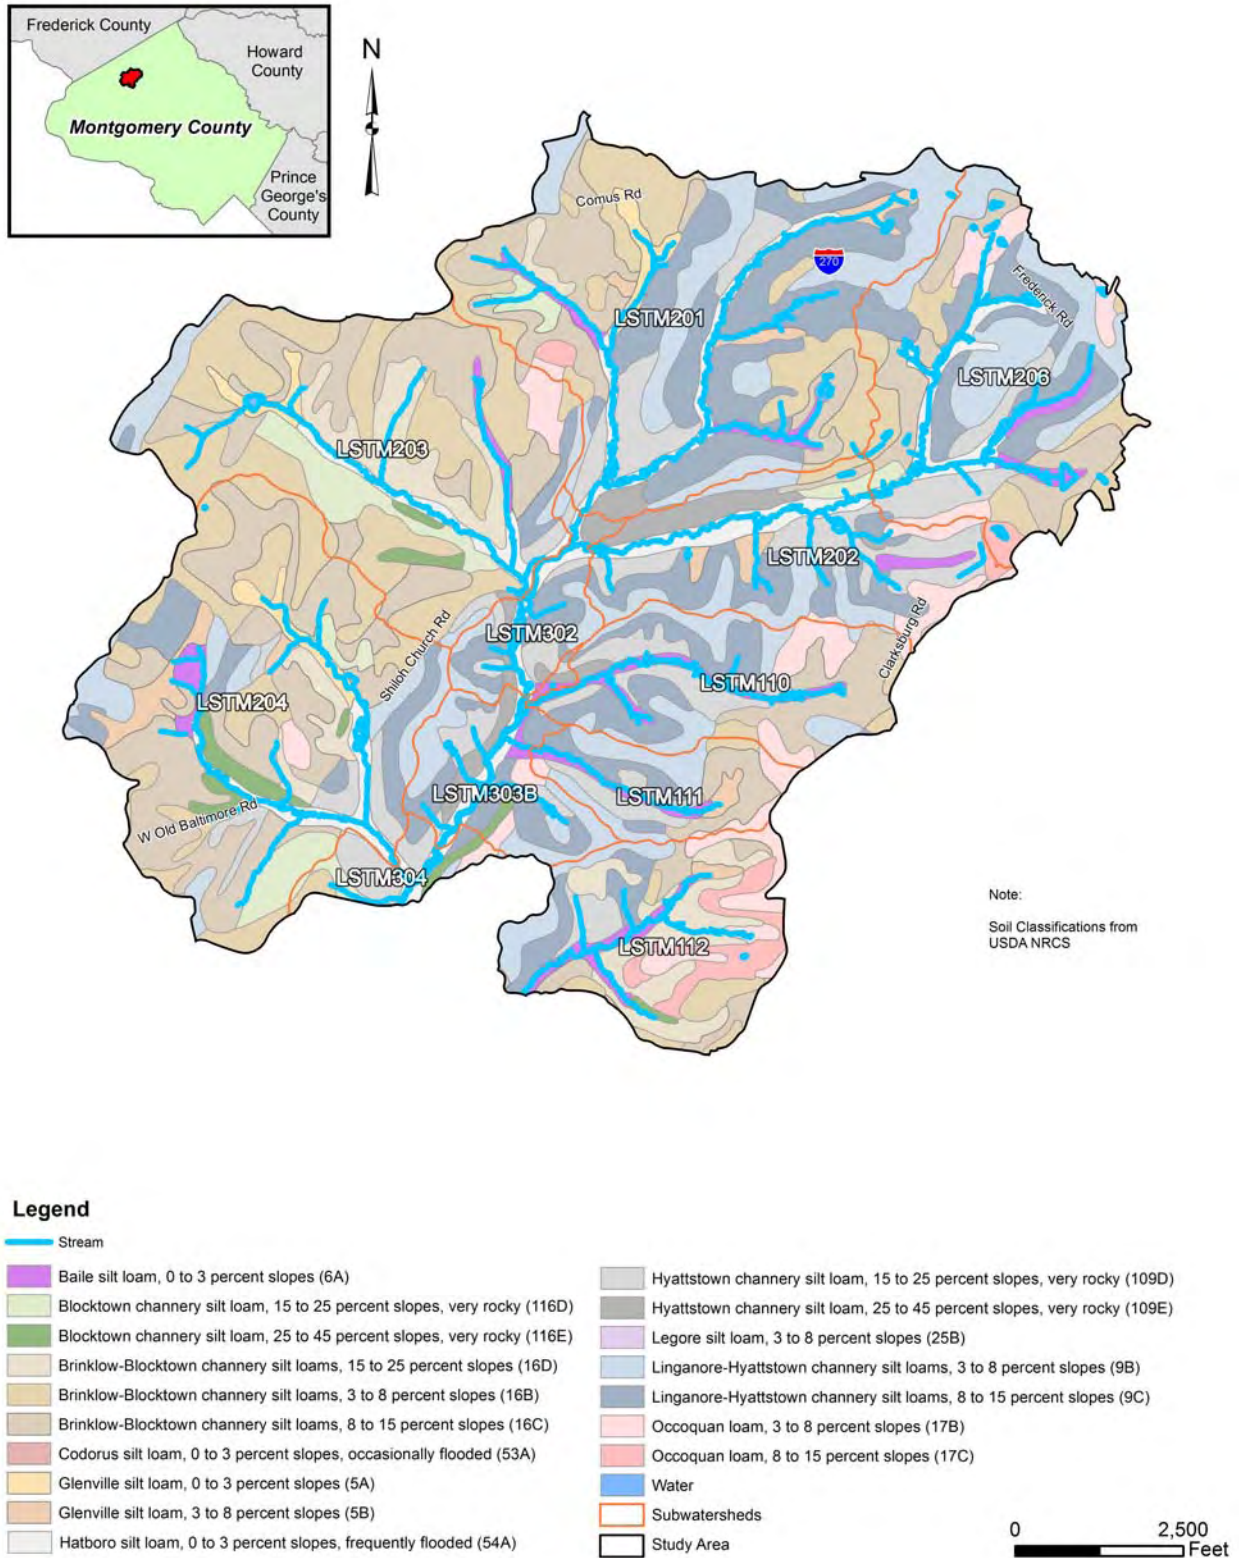 Frederick County
Howard
County
Montgomery County
Prince
George's
County
N
Comus Rd
270
Frederick Rd
LSTM201
LSTM206
LSTM203
LSTM202
Clarksburg Rd
Shiloh Church Rd
LSTM302
LSTM110
LSTM204
LSTM303B
LSTM111
W Old Baltimore Rd
LSTM304
LSTM112
Note:
Soil Classifications from
USDA NRCS
Legend
Stream
Baile silt loam, 0 to 3 percent slopes (6A)
Blocktown channery silt loam, 15 to 25 percent slopes, very rocky (116D)
Blocktown channery silt loam, 25 to 45 percent slopes, very rocky (116E)
Brinklow-Blocktown channery silt loams, 15 to 25 percent slopes (16D)
Brinklow-Blocktown channery silt loams, 3 to 8 percent slopes (16B)
Brinklow-Blocktown channery silt loams, 8 to 15 percent slopes (16C)
Codorus silt loam, 0 to 3 percent slopes, occasionally flooded (53A)
Glenville silt loam, 0 to 3 percent slopes (5A)
Glenville silt loam, 3 to 8 percent slopes (5B)
Hatboro silt loam, 0 to 3 percent slopes, frequently flooded (54A)
Hyattstown channery silt loam, 15 to 25 percent slopes, very rocky (109D)
Hyattstown channery silt loam, 25 to 45 percent slopes, very rocky (109E)
Legore silt loam, 3 to 8 percent slopes (25B)
Linganore-Hyattstown channery silt loams, 3 to 8 percent slopes (9B)
Linganore-Hyattstown channery silt loams, 8 to 15 percent slopes (9C)
Occoquan loam, 3 to 8 percent slopes (17B)
Occoquan loam, 8 to 15 percent slopes (17C)
Water
Subwatersheds
Study Area
0 2,500
Feet